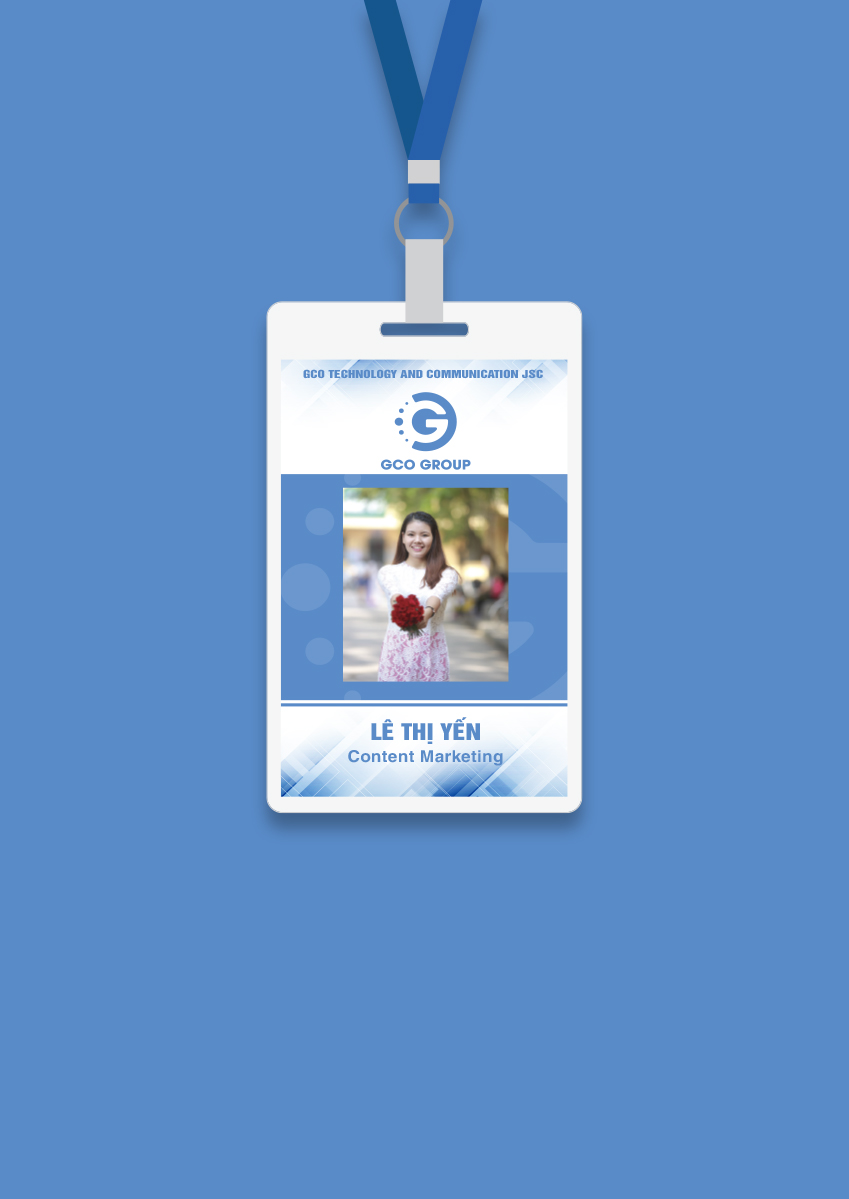 GCO TECHNOLOGY AND COMMUNICATION JSC
GCO GROUP
LÊ THỊ YẾN
Content Marketing